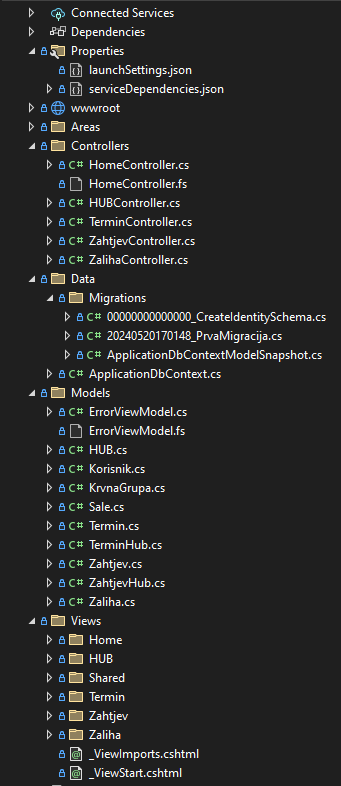 Connected Services
Dependencies
Properties
launchSettings.json
serviceDependencies.json
wwwroot
Areas
Controllers
C# HomeController.cs
HomeController.fs
C# HUBController.cs
C# TerminController.cs
C# ZahtjevController.cs
C# ZalihaController.cs
Data
Migrations
C# 00000000000000_CreateIdentitySchema.cs
C# 20240520170148_PrvaMigracija.cs
C# ApplicationDbContextModelSnapshot.cs
C# ApplicationDbContext.cs
Models
C# ErrorViewModel.cs
ErrorViewModel.fs
C# HUB.cs
C# Korisnik.cs
C# KrvnaGrupa.cs
C# Sale.cs
C# Termin.cs
C# TerminHub.cs
C# Zahtjev.cs
C# ZahtjevHub.cs
C# Zaliha.cs
Views
Home
HUB
Shared
Termin
Zahtjev
Zaliha
_ViewImports.cshtml
_ViewStart.cshtml